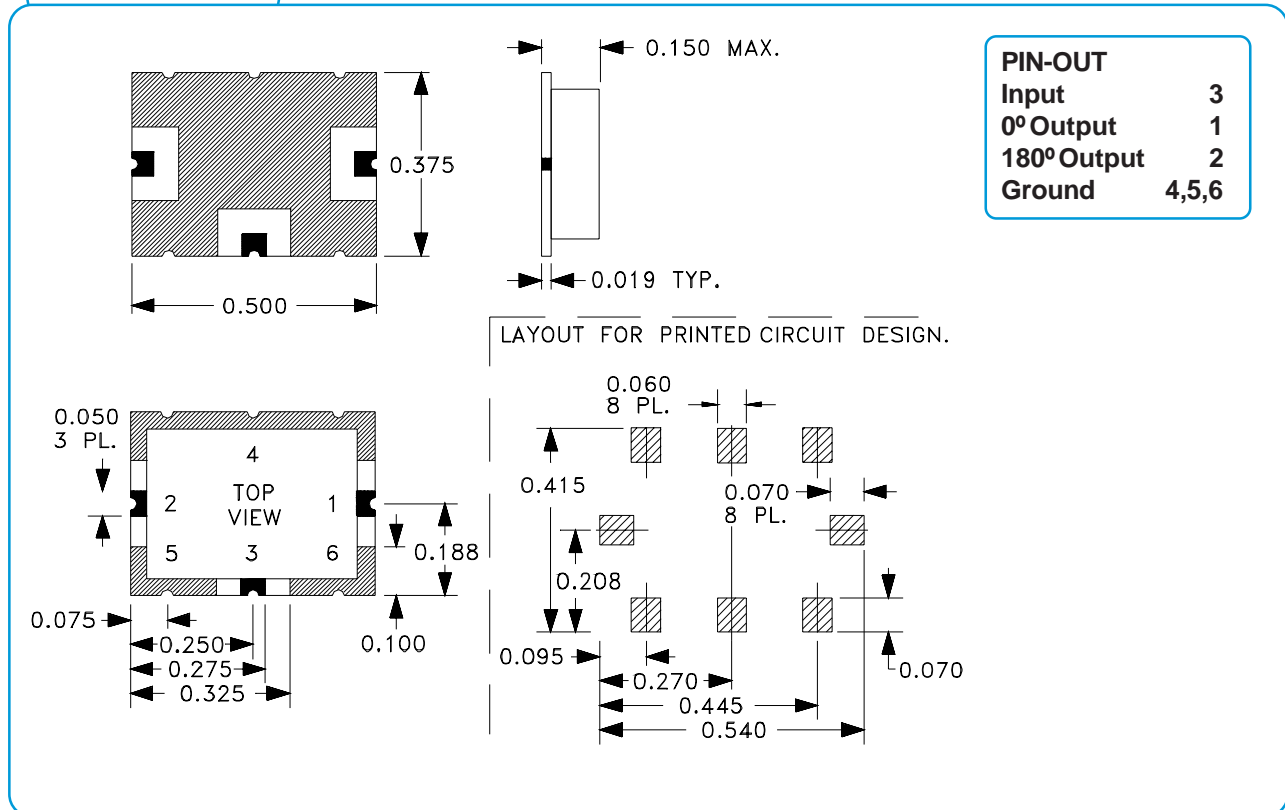 0.150 MAX.
0.375
0.500
0.019 TYP.
PIN-OUT
Input 3
0º Output 1
180º Output 2
Ground 4,5,6
LAYOUT FOR PRINTED CIRCUIT DESIGN.
0.050
3 PL.
4
TOP
VIEW
2
1
5
3
6
0.188
0.075
0.250
0.275
0.325
0.100
0.060
8 PL.
0.415
0.070
8 PL.
0.208
0.095
0.270
0.445
0.540
0.070